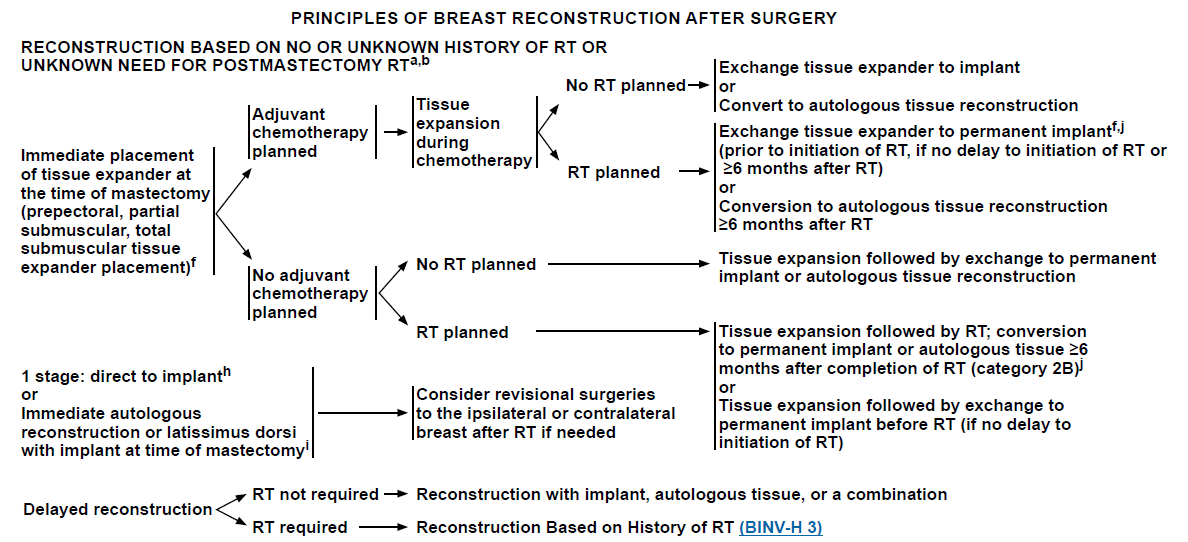 PRINCIPLES OF BREAST RECONSTRUCTION AFTER SURGERY
RECONSTRUCTION BASED ON NO OR UNKNOWN HISTORY OF RT OR
UNKNOWN NEED FOR POSTMASTECTOMY RTa,b
Immediate placement
of tissue expander at
the time of mastectomy
(prepectoral, partial
submuscular, total
submuscular tissue
expander placement)f
Adjuvant
chemotherapy
planned
Tissue
expansion
during
chemotherapy
No RT planned
Exchange tissue expander to implant
or
Convert to autologous tissue reconstruction
RT planned
Exchange tissue expander to permanent implantf,j
(prior to initiation of RT, if no delay to initiation of RT or
≥6 months after RT)
or
Conversion to autologous tissue reconstruction
≥6 months after RT
No adjuvant
chemotherapy
planned
No RT planned
Tissue expansion followed by exchange to permanent
implant or autologous tissue reconstruction
RT planned
Tissue expansion followed by RT; conversion
to permanent implant or autologous tissue ≥6
months after completion of RT (category 2B)j
or
Tissue expansion followed by exchange to
permanent implant before RT (if no delay to
initiation of RT)
1 stage: direct to implanth
or
Immediate autologous
reconstruction or latissimus dorsi
with implant at time of mastectomyi
Consider revisional surgeries
to the ipsilateral or contralateral
breast after RT if needed
Delayed reconstruction
RT not required
Reconstruction with implant, autologous tissue, or a combination
RT required
Reconstruction Based on History of RT (BINV-H 3)